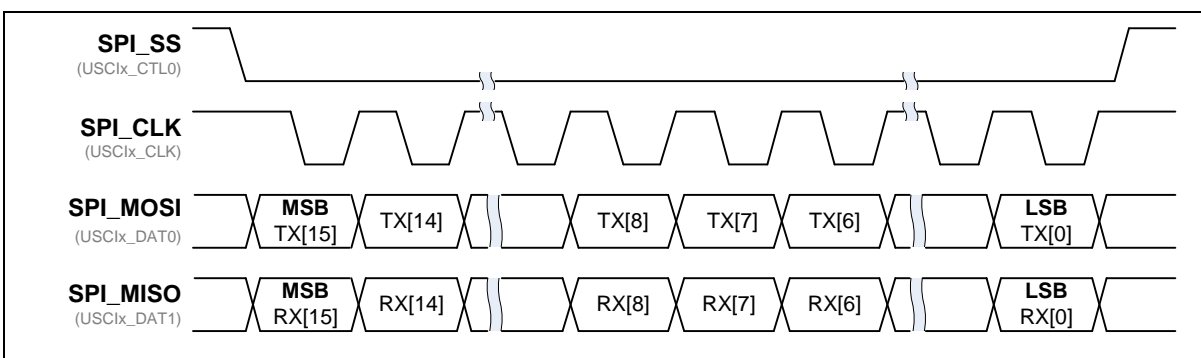 SPI_SS
(USCIx_CTL0)
SPI_CLK
(USCIx_CLK)
SPI_MOSI
(USCIx_DAT0)
MSB
TX[15]
TX[14]
TX[8]
TX[7]
TX[6]
LSB
TX[0]
SPI_MISO
(USCIx_DAT1)
MSB
RX[15]
RX[14]
RX[8]
RX[7]
RX[6]
LSB
RX[0]